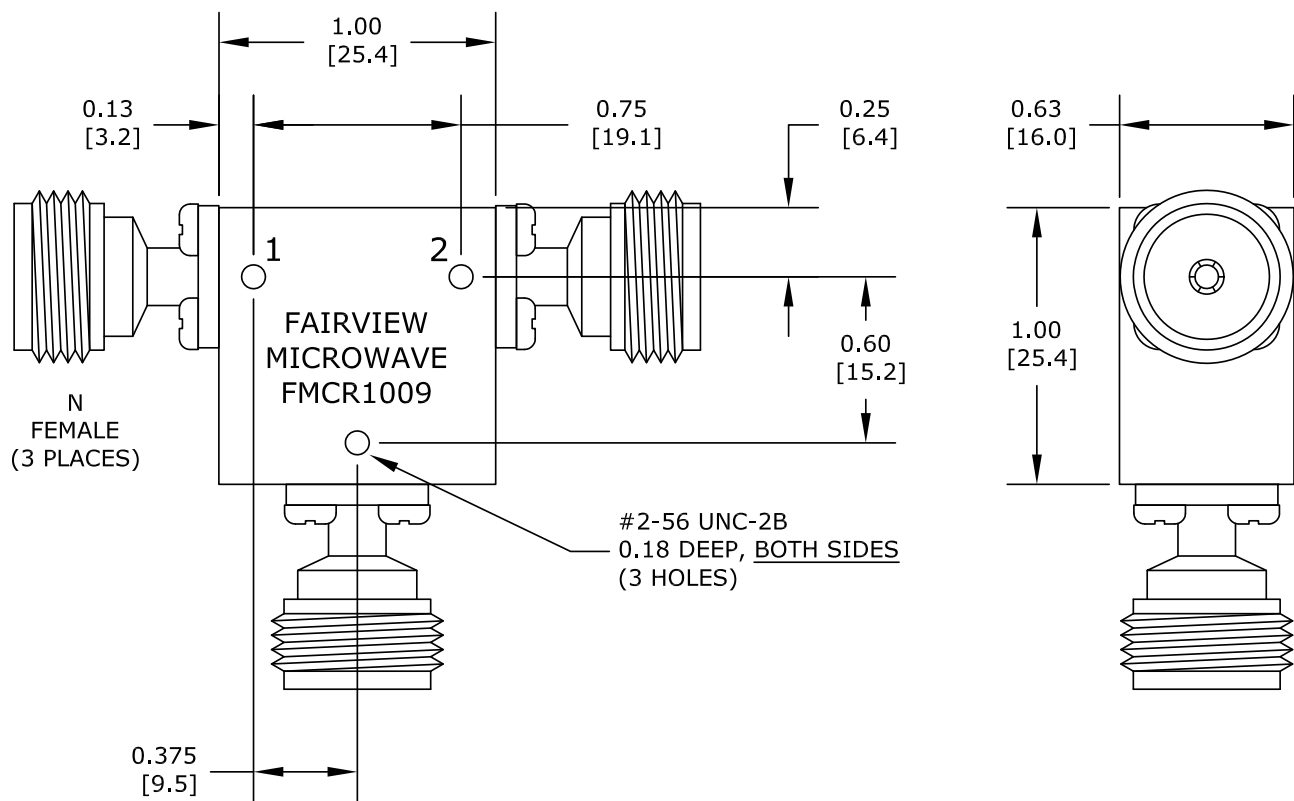 1.00
[25.4]
0.13
[3.2]
0.75
[19.1]
0.25
[6.4]
0.63
[16.0]
1
2
FAIRVIEW
MICROWAVE
FMCR1009
0.60
[15.2]
1.00
[25.4]
N
FEMALE
(3 PLACES)
#2-56 UNC-2B
0.18 DEEP, BOTH SIDES
(3 HOLES)
0.375
[9.5]